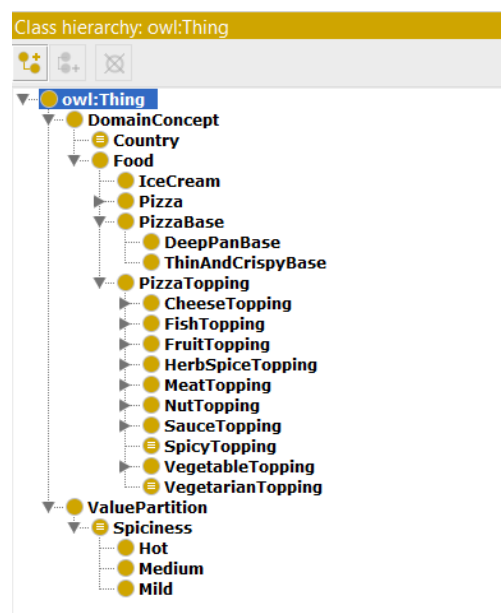 Class hierarchy: owl:Thing
owl:Thing
DomainConcept
Country
Food
IceCream
Pizza
PizzaBase
DeepPanBase
ThinAndCrispyBase
PizzaTopping
CheeseTopping
FishTopping
FruitTopping
HerbSpiceTopping
MeatTopping
NutTopping
SauceTopping
SpicyTopping
VegetableTopping
VegetarianTopping
ValuePartition
Spiciness
Hot
Medium
Mild